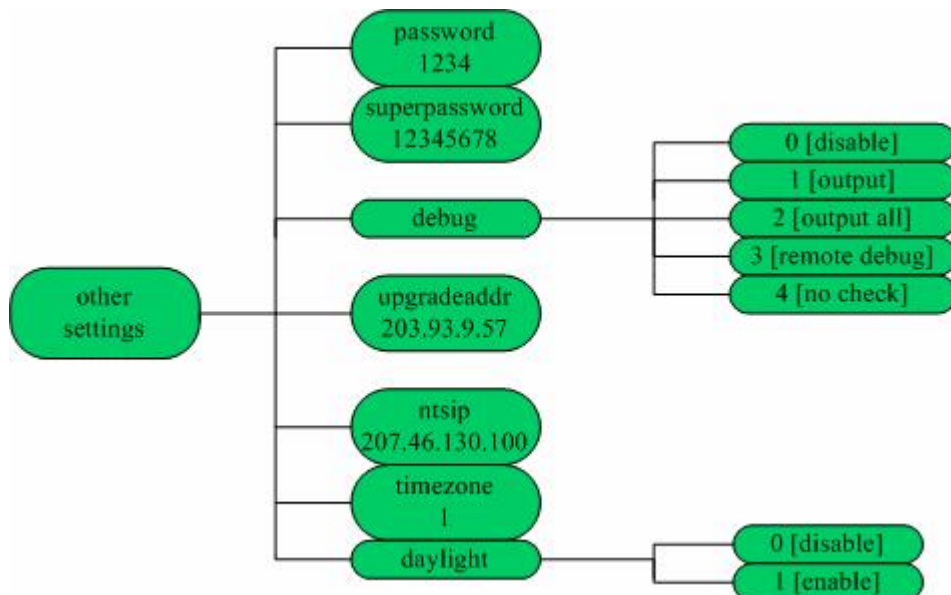 other
settings
password
1234
superpassword
12345678
debug
0 [disable]
1 [output]
2 [output all]
3 [remote debug]
4 [no check]
upgradeaddr
203.93.9.57
ntsip
207.46.130.100
timezone
1
daylight
0 [disable]
1 [enable]